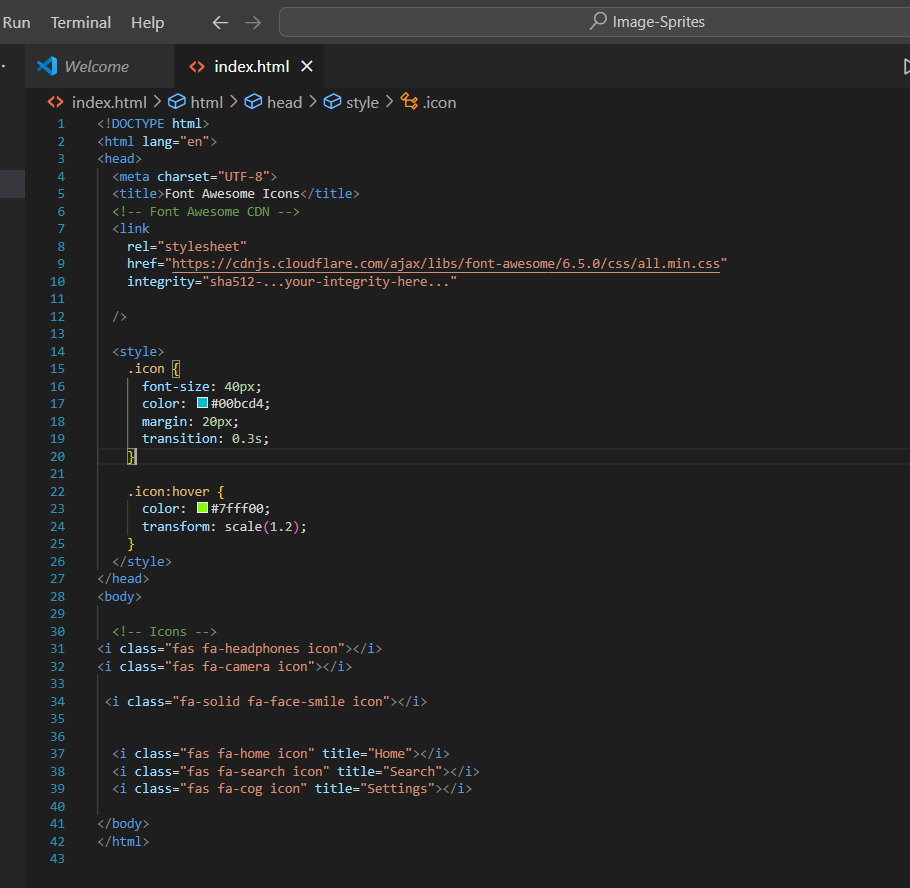 Run Terminal Help Image-Sprites
Welcome index.html
index.html html head style .icon
1 <!DOCTYPE html>
2 <html lang="en">
3 <head>
4 <meta charset="UTF-8">
5 <title>Font Awesome Icons</title>
6 <!-- Font Awesome CDN -->
7 <link
8 rel="stylesheet"
9 href="https://cdnjs.cloudflare.com/ajax/libs/font-awesome/6.5.0/css/all.min.css"
10 integrity="sha512-...your-integrity-here..."
11
12 />
13
14 <style>
15 .icon {
16 font-size: 40px;
17 color: #00bcd4;
18 margin: 20px;
19 transition: 0.3s;
20 }
21
22 .icon:hover {
23 color: #7fff00;
24 transform: scale(1.2);
25 }
26 </style>
27 </head>
28 <body>
29
30 <!-- Icons -->
31 <i class="fas fa-headphones icon"></i>
32 <i class="fas fa-camera icon"></i>
33
34 <i class="fa-solid fa-face-smile icon"></i>
35
36
37 <i class="fas fa-home icon" title="Home"></i>
38 <i class="fas fa-search icon" title="Search"></i>
39 <i class="fas fa-cog icon" title="Settings"></i>
40
41 </body>
42 </html>
43